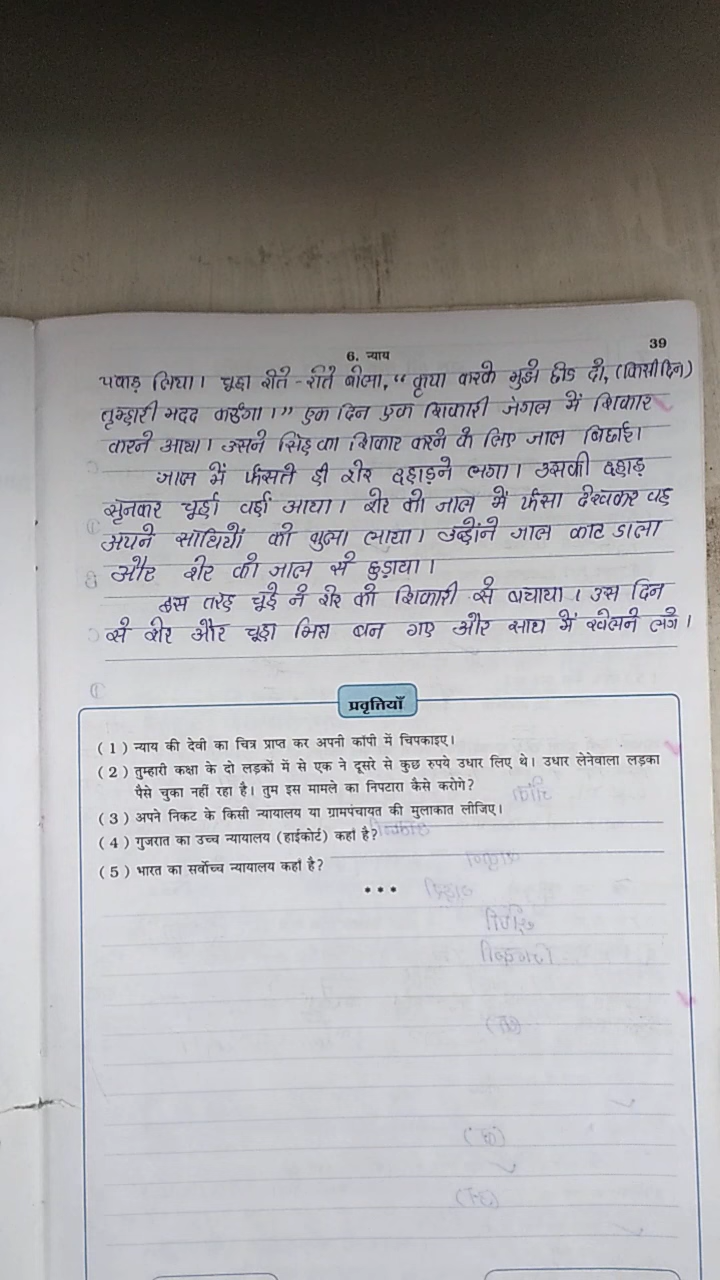 6. न्याय
39
पकड़ लिया। चूहा रोते-रोते बोला, "कृपा करके मुझे छोड दो, (किसी दिन)
तुम्हारी मदद करुँगा।" एक दिन एक शिकारी जंगल में शिकार
करने आया। उसने सिंह का शिकार करने के लिए जाल बिछाई।
जाल में फँसते ही शेर दहाड़ने लगा। उसकी दहाड़
सुनकर चूहा वहाँ आया। शेर को जाल में फँसा देखकर वह
अपने साथियों को बुला लाया। उन्होंने जाल काट डाला
और शेर को जाल से छुड़ाया।
इस तरह चूहे ने शेर को शिकारी से बचाया। उस दिन
से शेर और चूहा मित्र बन गए और साथ में खेलने लगे।
प्रवृत्तियाँ
(1) न्याय की देवी का चित्र प्राप्त कर अपनी कॉपी में चिपकाइए।
(2) तुम्हारी कक्षा के दो लड़कों में से एक ने दूसरे से कुछ रुपये उधार लिए थे। उधार लेनेवाला लड़का
पैसे चुका नहीं रहा है। तुम इस मामले का निपटारा कैसे करोगे?
(3) अपने निकट के किसी न्यायालय या ग्रामपंचायत की मुलाकात लीजिए।
(4) गुजरात का उच्च न्यायालय (हाईकोर्ट) कहाँ है?
(5) भारत का सर्वोच्च न्यायालय कहाँ है?